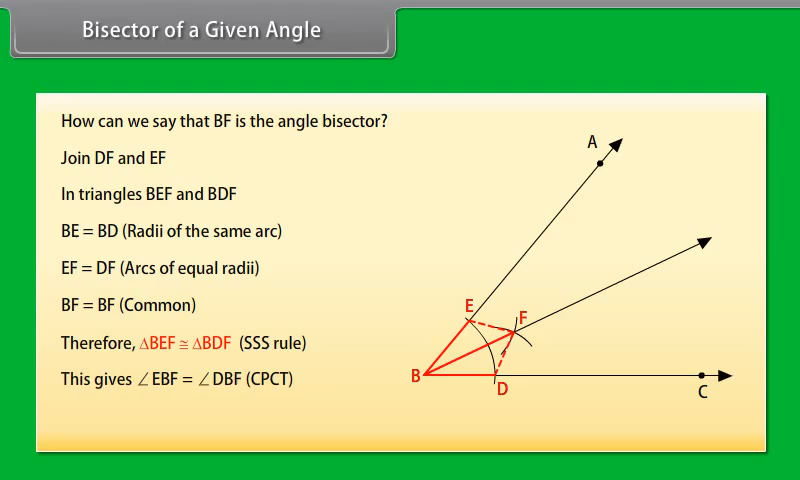 Bisector of a Given Angle
How can we say that BF is the angle bisector?
Join DF and EF
In triangles BEF and BDF
BE = BD (Radii of the same arc)
EF = DF (Arcs of equal radii)
BF = BF (Common)
Therefore, △BEF ≅ △BDF (SSS rule)
This gives ∠EBF = ∠DBF (CPCT)
A
E
F
B
D
C